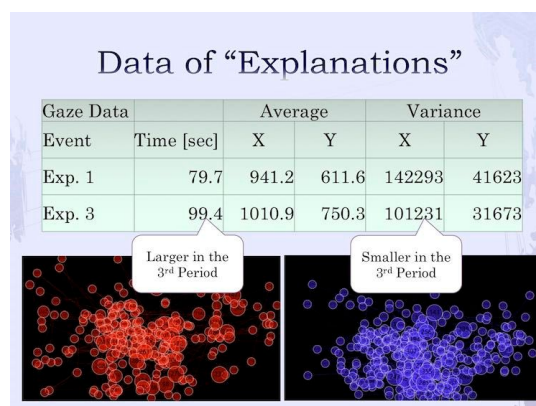 Data of “Explanations”
Gaze Data Average Variance
Event Time [sec] X Y X Y
Exp. 1 79.7 941.2 611.6 142293 41623
Exp. 3 99.4 1010.9 750.3 101231 31673
Larger in the
3rd Period
Smaller in the
3rd Period